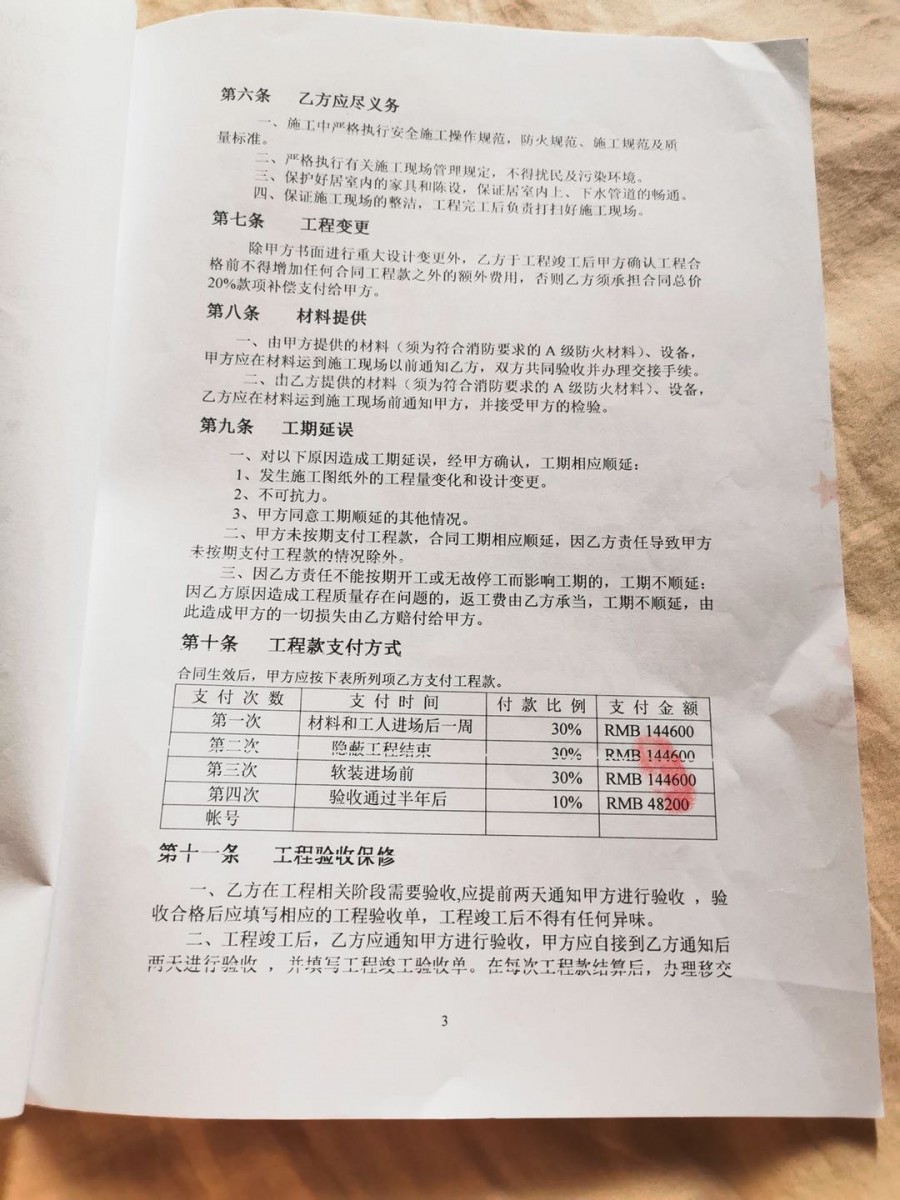 第六条 乙方应尽义务
一、施工中严格执行安全施工操作规范，防火规范、施工规范及质
量标准。
二、严格执行有关施工现场管理规定，不得扰民及污染环境。
三、保护好居室内的家具和陈设，保证居室内上、下水管道的畅通。
四、保证施工现场的整洁，工程完工后负责打扫好施工现场。
第七条 工程变更
除甲方书面进行重大设计变更外，乙方于工程竣工后甲方确认工程合
格前不得增加任何合同工程款之外的额外费用，否则乙方须承担合同总价
20%款项补偿支付给甲方。
第八条 材料提供
一、由甲方提供的材料（须为符合消防要求的 A 级防火材料）、设备，
甲方应在材料运到施工现场以前通知乙方，双方共同验收并办理交接手续。
二、由乙方提供的材料（须为符合消防要求的 A 级防火材料）、设备，
乙方应在材料运到施工现场前通知甲方，并接受甲方的检验。
第九条 工期延误
一、对以下原因造成工期延误，经甲方确认，工期相应顺延：
1、发生施工图纸外的工程量变化和设计变更。
2、不可抗力。
3、甲方同意工期顺延的其他情况。
二、甲方未按期支付工程款，合同工期相应顺延，因乙方责任导致甲方
未按期支付工程款的情况除外。
三、因乙方责任不能按期开工或无故停工而影响工期的，工期不顺延；
因乙方原因造成工程质量存在问题的，返工费由乙方承当，工期不顺延，由
此造成甲方的一切损失由乙方赔付给甲方。
第十条 工程款支付方式
合同生效后，甲方应按下表所列项乙方支付工程款。
支付次数 支付时间 付款比例 支付金额
第一次 材料和工人进场后一周 30% RMB 144600
第二次 隐蔽工程结束 30% RMB 144600
第三次 软装进场前 30% RMB 144600
第四次 验收通过半年后 10% RMB 48200
帐号
第十一条 工程验收保修
一、乙方在工程相关阶段需要验收,应提前两天通知甲方进行验收 ，验
收合格后应填写相应的工程验收单，工程竣工后不得有任何异味。
二、工程竣工后，乙方应通知甲方进行验收，甲方应自接到乙方通知后
两天进行验收 ，并填写工程竣工验收单。在每次工程款结算后，办理移交
3